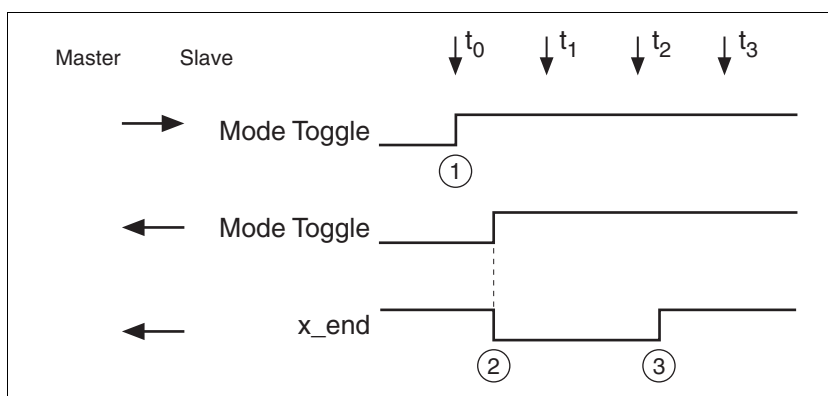 t0 t1 t2 t3
Master Slave
Mode Toggle
1
Mode Toggle
x_end
2 3